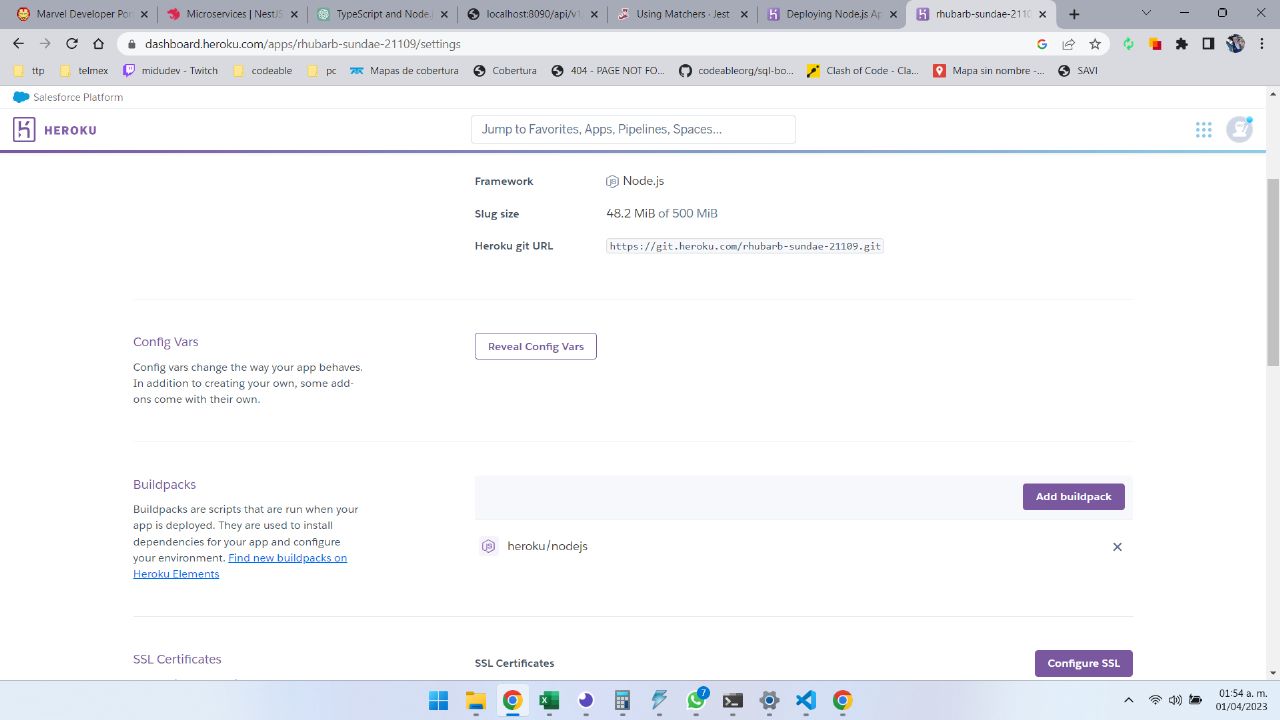 Marvel Developer Por
Microservices | NestJS
TypeScript and Node.j
localhost:8080/api/v1
Using Matchers · Jest
Deploying Node.js Ap
rhubarb-sundae-2110
dashboard.heroku.com/apps/rhubarb-sundae-21109/settings
ttp
telmex
midudev - Twitch
codeable
pc
Mapas de cobertura
Cobertura
404 - PAGE NOT FO...
codeableorg/sql-bo...
Clash of Code - Cla...
Mapa sin nombre -...
SAVI
Salesforce Platform
HEROKU
Jump to Favorites, Apps, Pipelines, Spaces...
Framework
Node.js
Slug size
48.2 MiB of 500 MiB
Heroku git URL
https://git.heroku.com/rhubarb-sundae-21109.git
Config Vars
Config vars change the way your app behaves.
In addition to creating your own, some add-
ons come with their own.
Reveal Config Vars
Buildpacks
Buildpacks are scripts that are run when your
app is deployed. They are used to install
dependencies for your app and configure
your environment. Find new buildpacks on
Heroku Elements
Add buildpack
heroku/nodejs
SSL Certificates
SSL Certificates
Configure SSL
7
01:54 a. m.
01/04/2023